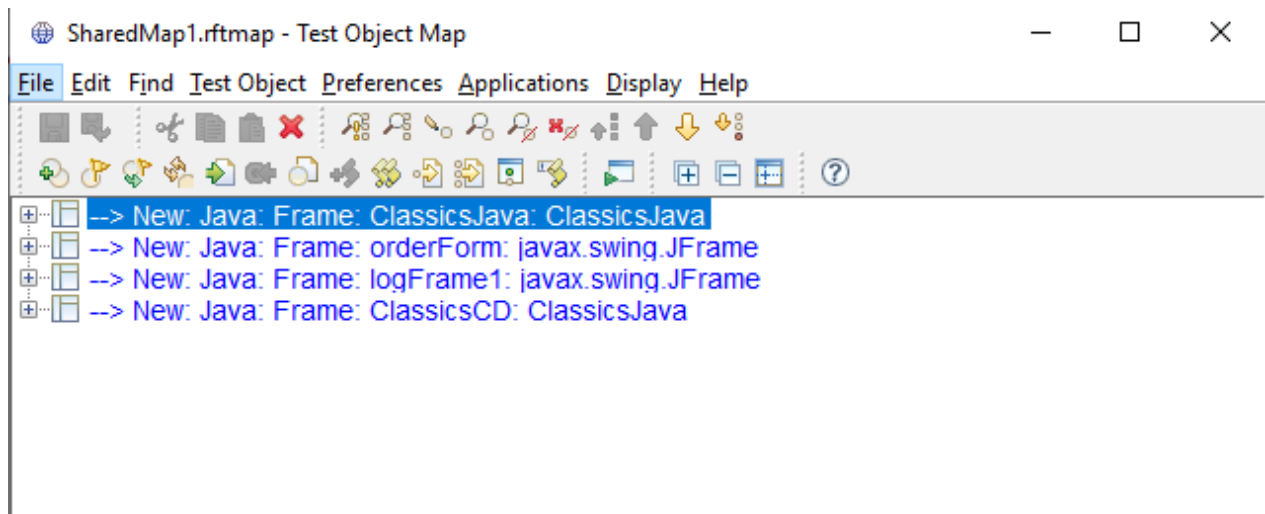 SharedMap1.rftmap - Test Object Map
File Edit Find Test Object Preferences Applications Display Help
--> New: Java: Frame: ClassicsJava: ClassicsJava
--> New: Java: Frame: orderForm: javax.swing.JFrame
--> New: Java: Frame: logFrame1: javax.swing.JFrame
--> New: Java: Frame: ClassicsCD: ClassicsJava